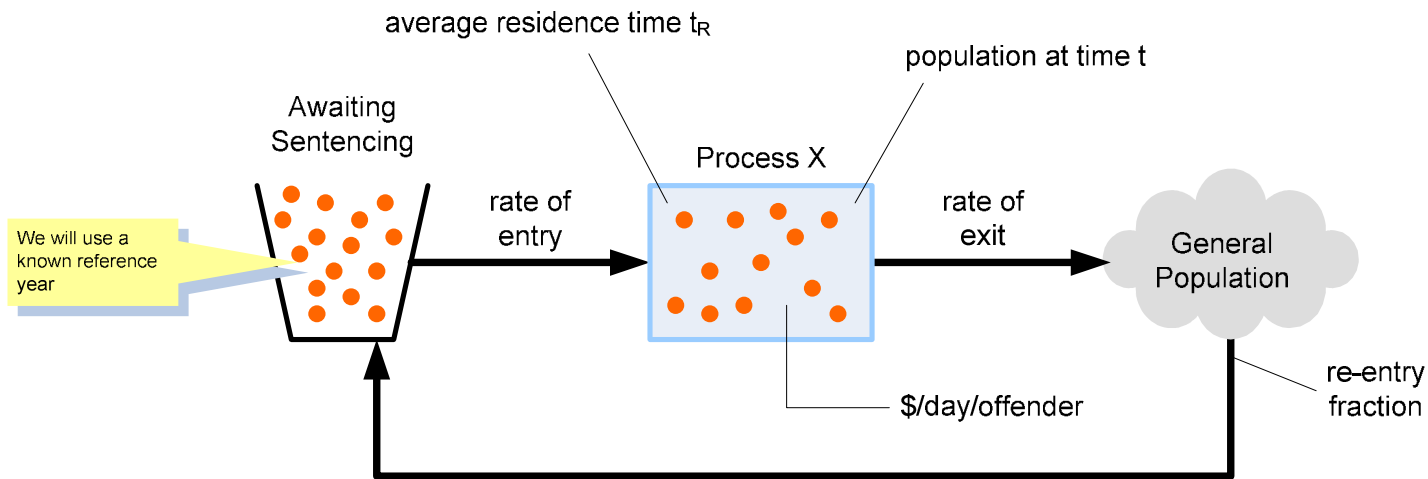 average residence time tR
population at time t
Awaiting
Sentencing
Process X
rate of
entry
rate of
exit
We will use a
known reference
year
General
Population
$/day/offender
re-entry
fraction